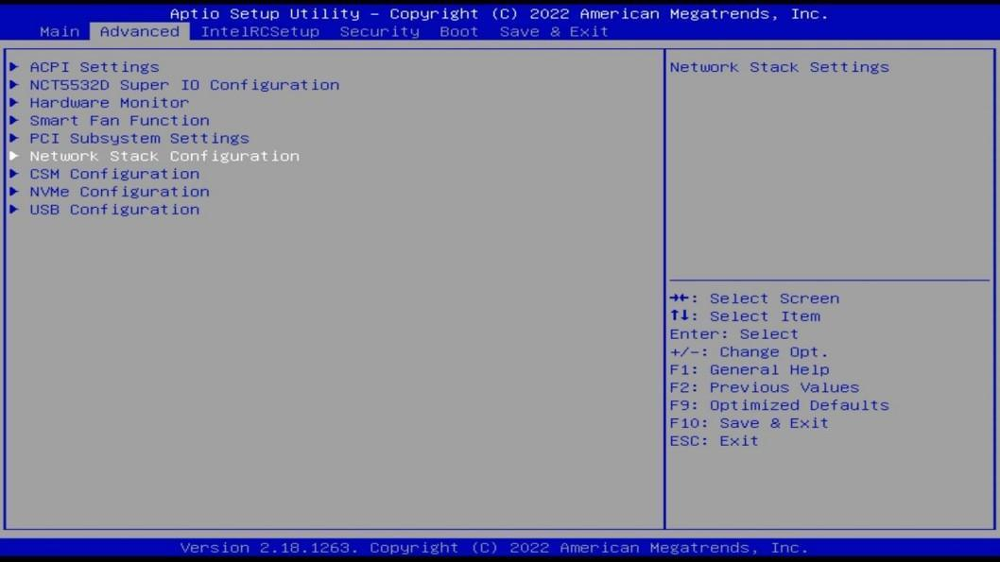 Aptio Setup Utility – Copyright (C) 2022 American Megatrends, Inc.
Main Advanced IntelRCSetup Security Boot Save & Exit
► ACPI Settings
► NCT5532D Super IO Configuration
► Hardware Monitor
► Smart Fan Function
► PCI Subsystem Settings
► Network Stack Configuration
► CSM Configuration
► NVMe Configuration
► USB Configuration
Network Stack Settings
→←: Select Screen
↑↓: Select Item
Enter: Select
+/-: Change Opt.
F1: General Help
F2: Previous Values
F9: Optimized Defaults
F10: Save & Exit
ESC: Exit
Version 2.18.1263. Copyright (C) 2022 American Megatrends, Inc.